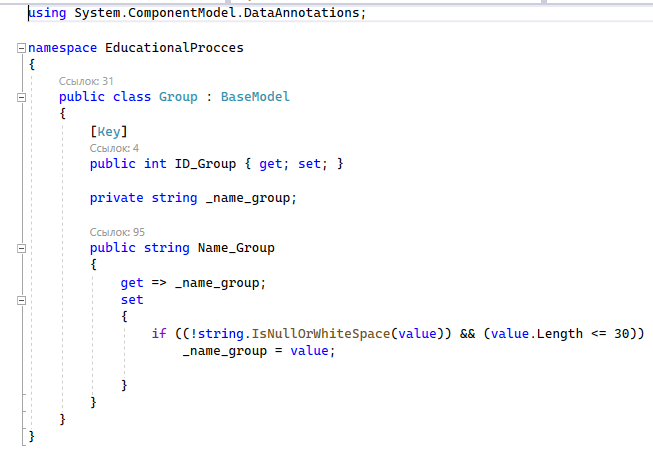 using System.ComponentModel.DataAnnotations;
namespace EducationalProcces
{
Ссылок: 31
public class Group : BaseModel
{
[Key]
Ссылок: 4
public int ID_Group { get; set; }
private string _name_group;
Ссылок: 95
public string Name_Group
{
get => _name_group;
set
{
if ((!string.IsNullOrWhiteSpace(value)) && (value.Length <= 30))
_name_group = value;
}
}
}
}